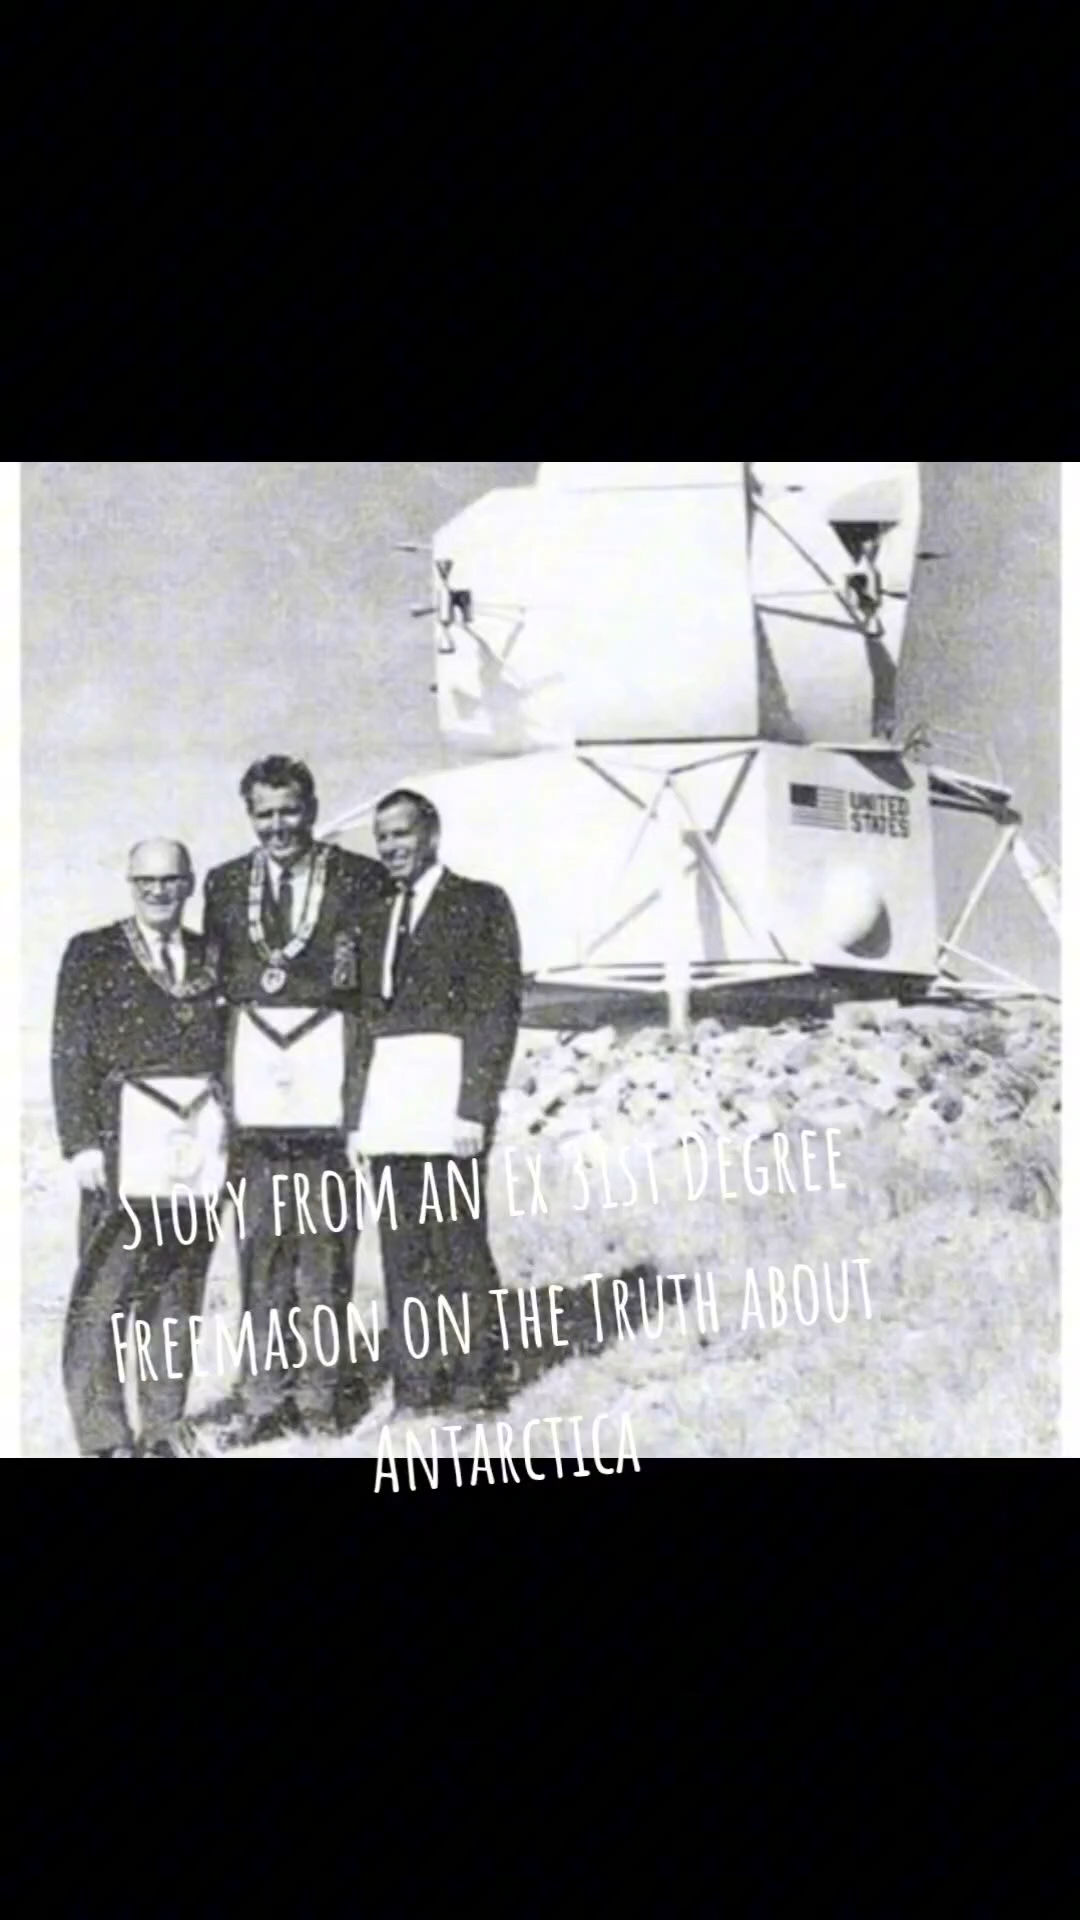 UNITED
STATES
Story from an Ex 31st Degree
Freemason on the Truth about
Antarctica